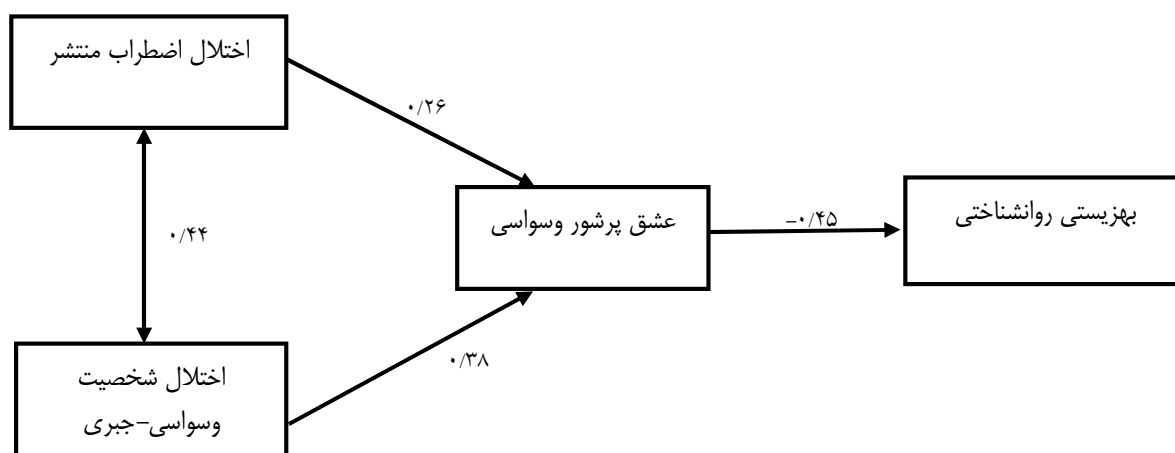 اختلال اضطراب منتشر
۰/۲۶
۰/۴۴
عشق پرشور وسواسی
−۰/۴۵
بهزیستی روانشناختی
۰/۳۸
اختلال شخصیت
وسواسی-جبری